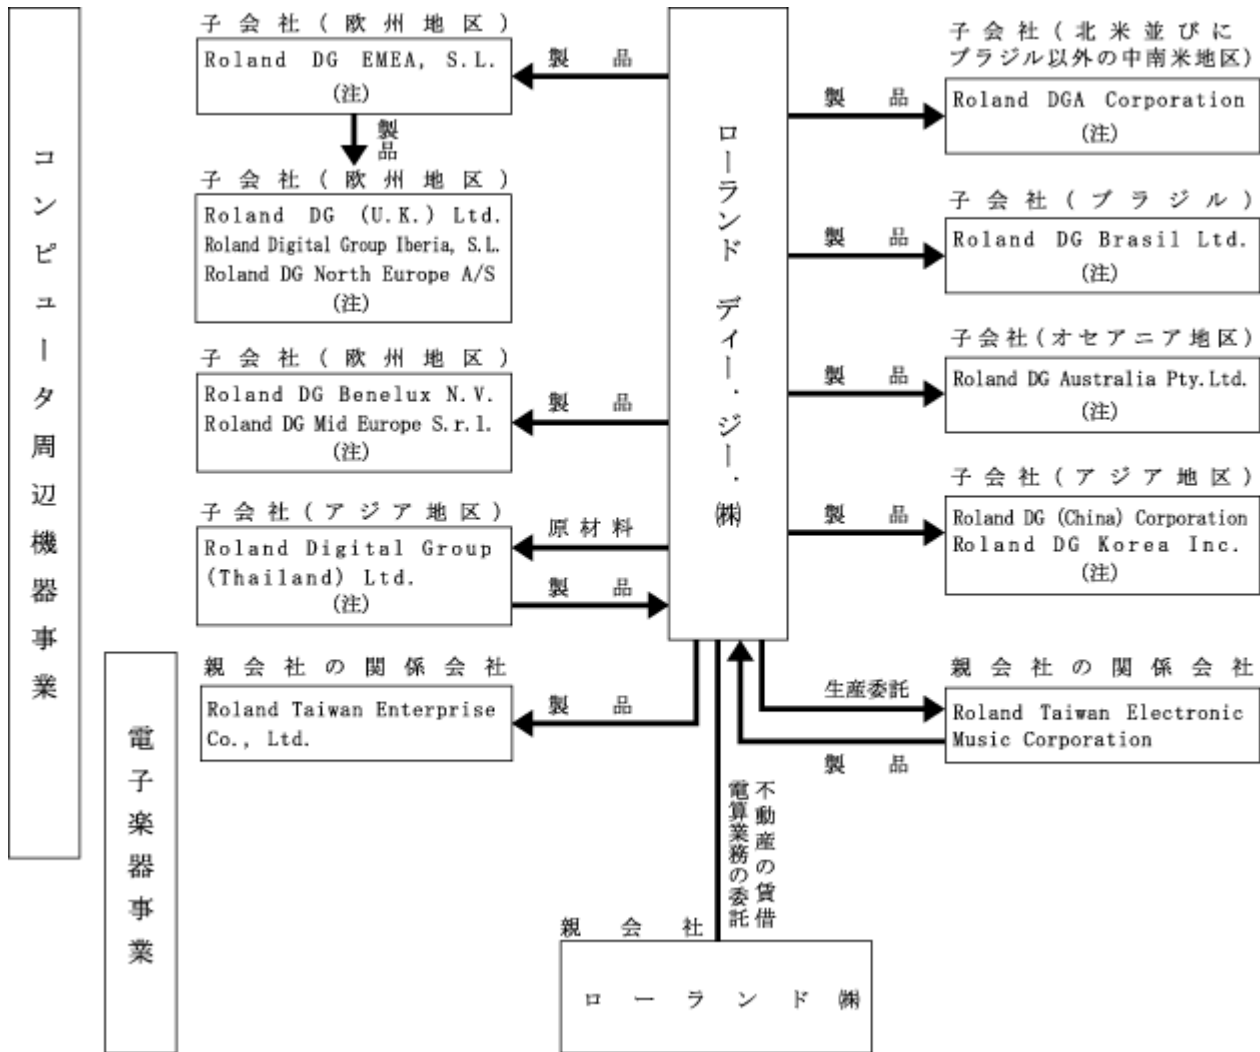 コンピュータ周辺機器事業
電子楽器事業
子会社(欧州地区)
Roland DG EMEA, S.L.
(注)
製品
製品
子会社(欧州地区)
Roland DG (U.K.) Ltd.
Roland Digital Group Iberia, S.L.
Roland DG North Europe A/S
(注)
子会社(欧州地区)
Roland DG Benelux N.V.
Roland DG Mid Europe S.r.l.
(注)
製品
子会社(アジア地区)
Roland Digital Group
(Thailand) Ltd.
(注)
原材料
製品
親会社の関係会社
Roland Taiwan Enterprise
Co., Ltd.
製品
ローランド ディー.ジー.㈱
子会社(北米並びに
ブラジル以外の中南米地区)
Roland DGA Corporation
(注)
製品
子会社(ブラジル)
Roland DG Brasil Ltd.
(注)
製品
子会社(オセアニア地区)
Roland DG Australia Pty.Ltd.
(注)
製品
子会社(アジア地区)
Roland DG (China) Corporation
Roland DG Korea Inc.
(注)
製品
親会社の関係会社
Roland Taiwan Electronic
Music Corporation
生産委託
製品
不動産の賃借
電算業務の委託
親会社
ローランド㈱